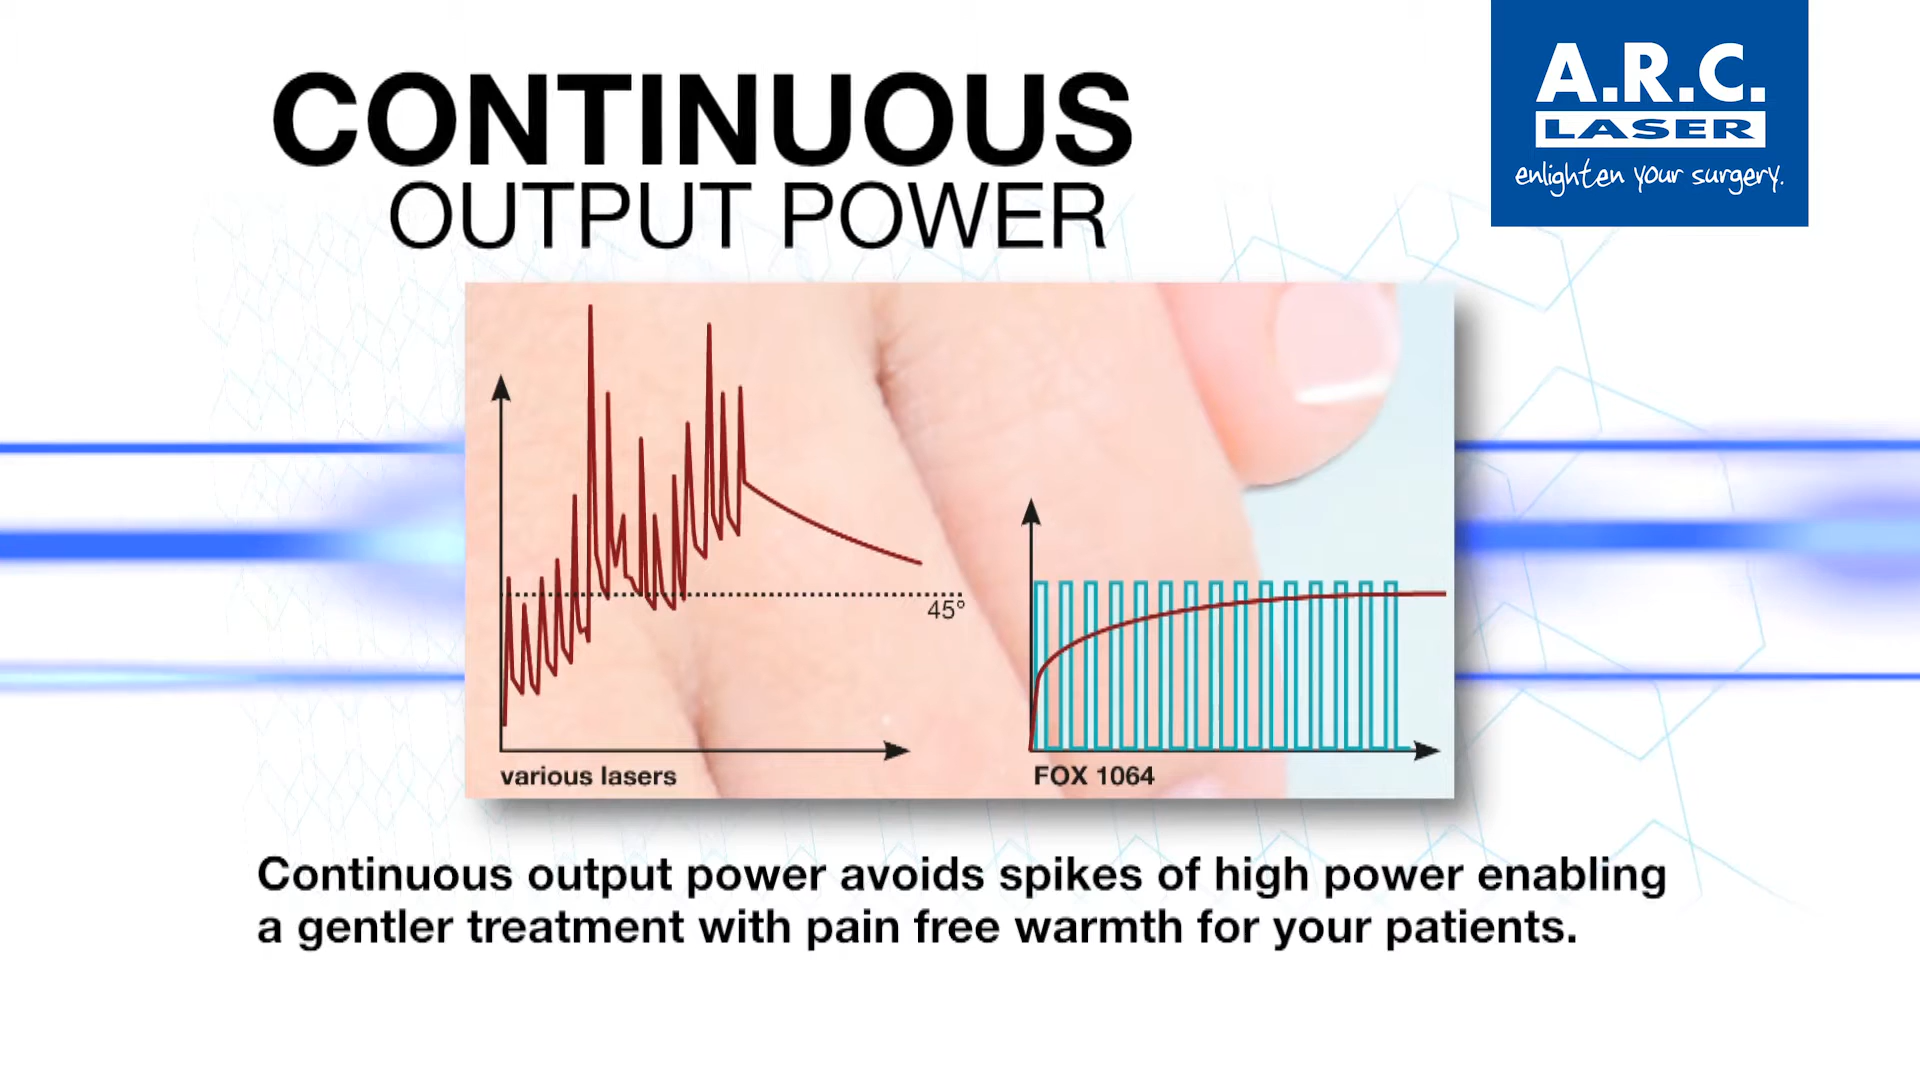 CONTINUOUS
OUTPUT POWER
A.R.C.
LASER
enlighten your surgery.
45°
various lasers
FOX 1064
Continuous output power avoids spikes of high power enabling
a gentler treatment with pain free warmth for your patients.